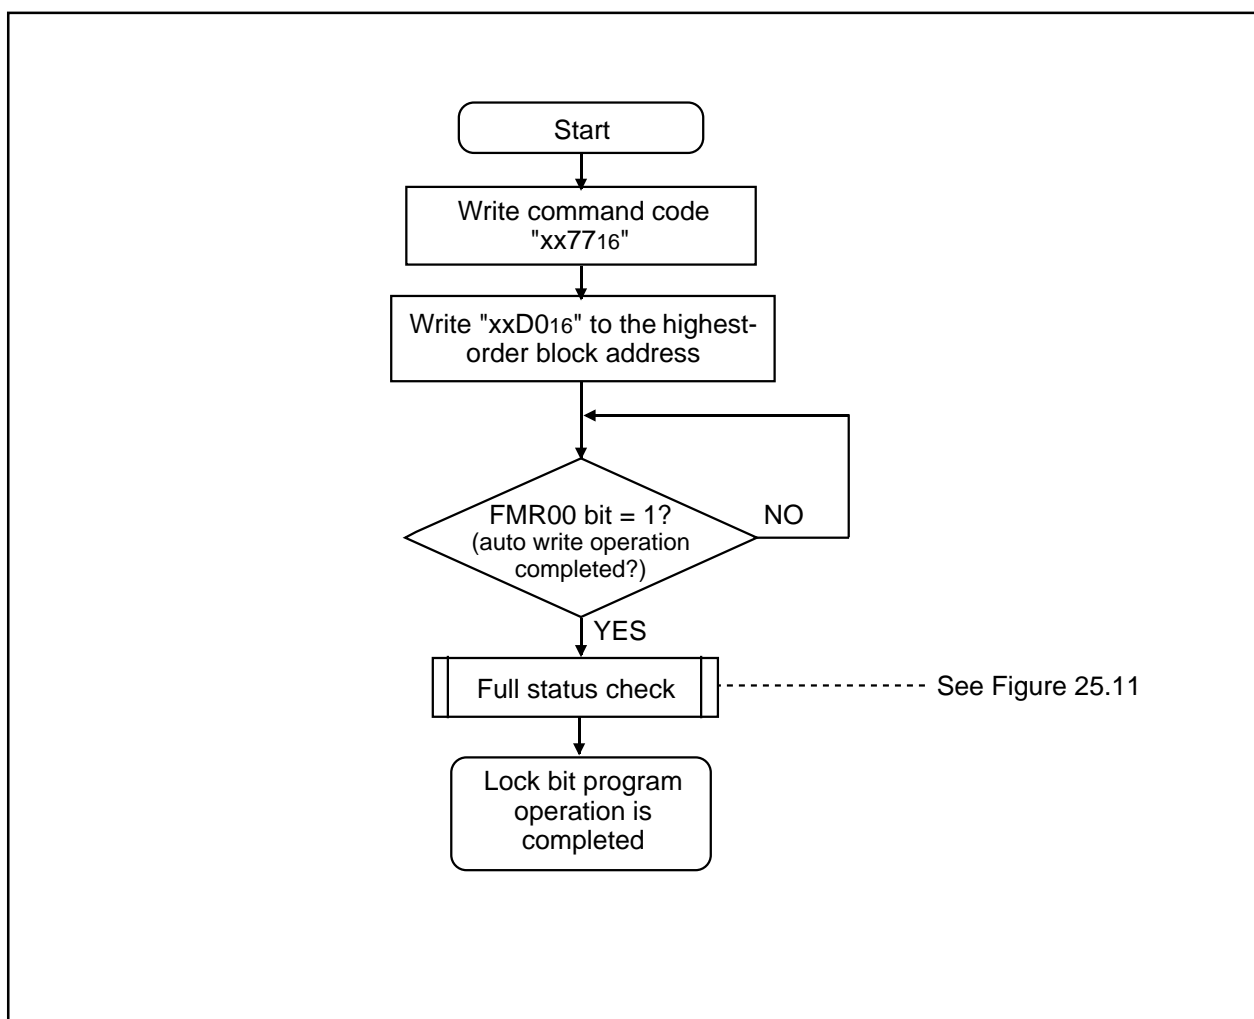 Start
Write command code
"xx7716"
Write "xxD016" to the highest-
order block address
FMR00 bit = 1?
(auto write operation
completed?)
NO
YES
Full status check
See Figure 25.11
Lock bit program
operation is
completed